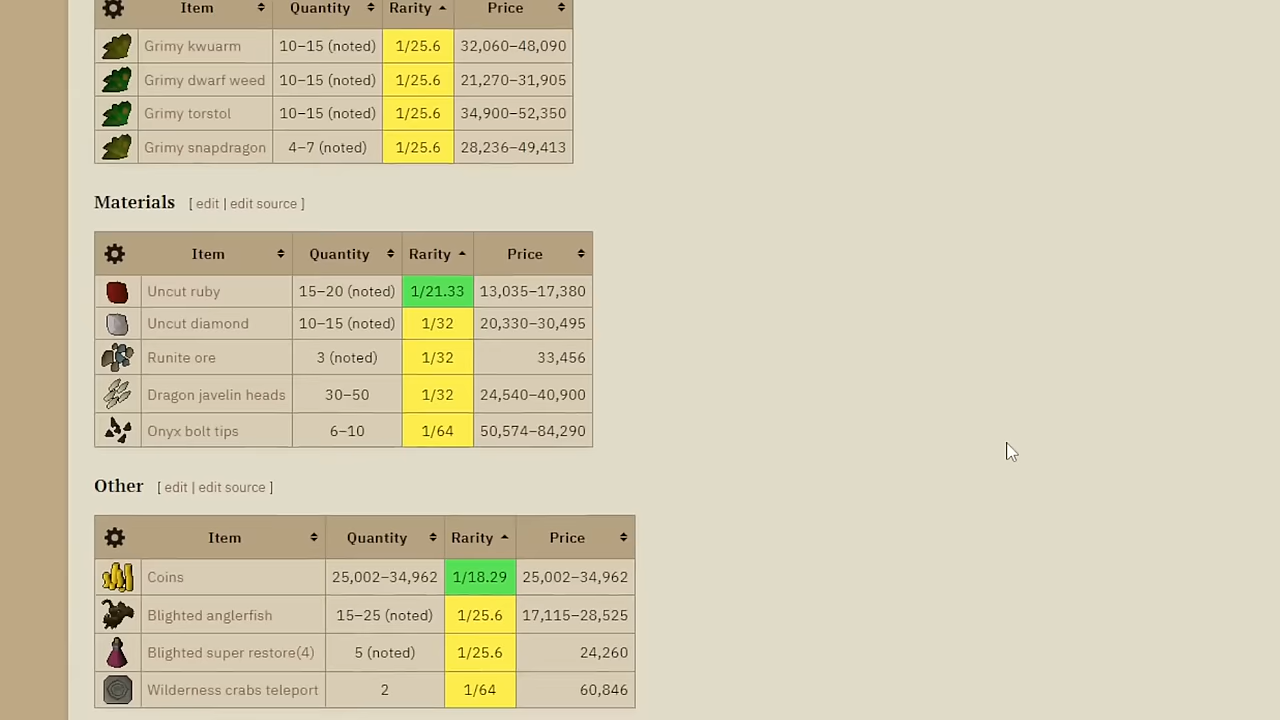 Item Quantity Rarity Price
Grimy kwuarm 10–15 (noted) 1/25.6 32,060–48,090
Grimy dwarf weed 10–15 (noted) 1/25.6 21,270–31,905
Grimy torstol 10–15 (noted) 1/25.6 34,900–52,350
Grimy snapdragon 4–7 (noted) 1/25.6 28,236–49,413
Materials [ edit | edit source ]
Item Quantity Rarity Price
Uncut ruby 15–20 (noted) 1/21.33 13,035–17,380
Uncut diamond 10–15 (noted) 1/32 20,330–30,495
Runite ore 3 (noted) 1/32 33,456
Dragon javelin heads 30–50 1/32 24,540–40,900
Onyx bolt tips 6–10 1/64 50,574–84,290
Other [ edit | edit source ]
Item Quantity Rarity Price
Coins 25,002–34,962 1/18.29 25,002–34,962
Blighted anglerfish 15–25 (noted) 1/25.6 17,115–28,525
Blighted super restore(4) 5 (noted) 1/25.6 24,260
Wilderness crabs teleport 2 1/64 60,846